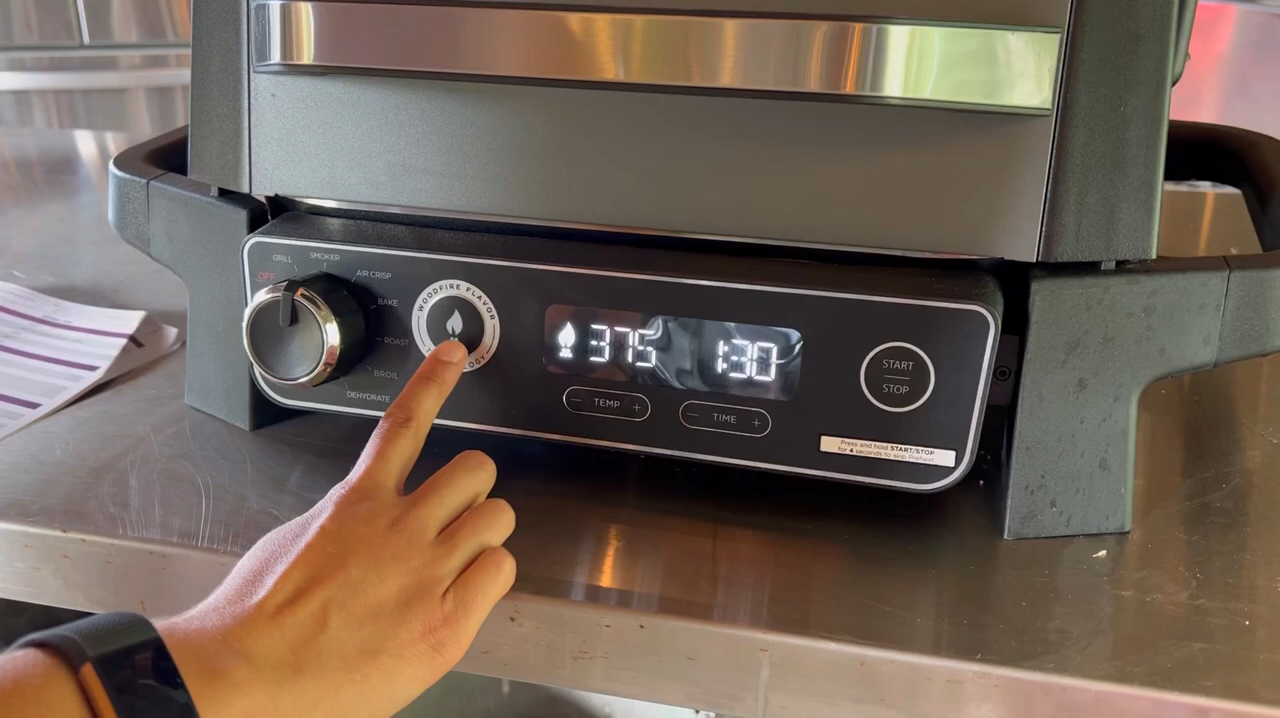 OFF
GRILL
SMOKER
AIR CRISP
BAKE
ROAST
BROIL
DEHYDRATE
WOODFIRE FLAVOR
375
1:30
- TEMP +
- TIME +
START
STOP
Press and hold START/STOP
for 4 seconds to skip Preheat